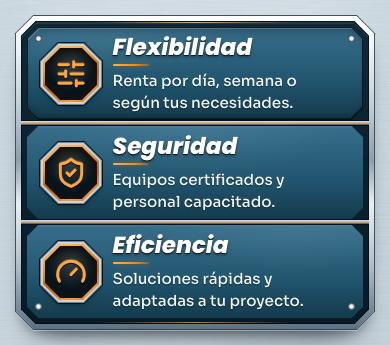 Flexibilidad
Renta por día, semana o
según tus necesidades.
Seguridad
Equipos certificados y
personal capacitado.
Eficiencia
Soluciones rápidas y
adaptadas a tu proyecto.